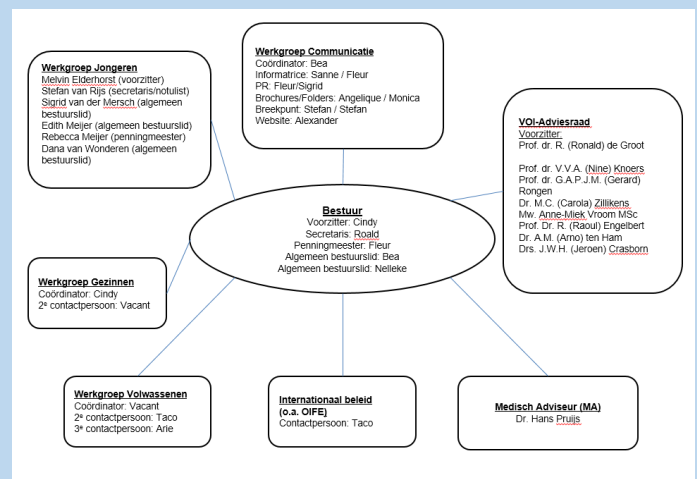 Werkgroep Jongeren
Melvin Elderhorst (voorzitter)
Stefan van Rijs (secretaris/notulist)
Sigrid van der Mersch (algemeen
bestuurslid)
Edith Meijer (algemeen bestuurslid)
Rebecca Meijer (penningmeester)
Dana van Wonderen (algemeen
bestuurslid)
Werkgroep Communicatie
Coördinator: Bea
Informatrice: Sanne / Fleur
PR: Fleur/Sigrid
Brochures/Folders: Angelique / Monica
Breekpunt: Stefan / Stefan
Website: Alexander
VOI-Adviesraad
Voorzitter:
Prof. dr. R. (Ronald) de Groot
Prof. dr. V.V.A. (Nine) Knoers
Prof. dr. G.A.P.J.M. (Gerard)
Rongen
Dr. M.C. (Carola) Zillikens
Mw. Anne-Miek Vroom MSc
Prof. Dr. R. (Raoul) Engelbert
Dr. A.M. (Arno) ten Ham
Drs. J.W.H. (Jeroen) Crasborn
Bestuur
Voorzitter: Cindy
Secretaris: Roald
Penningmeester: Fleur
Algemeen bestuurslid: Bea
Algemeen bestuurslid: Nelleke
Werkgroep Gezinnen
Coördinator: Cindy
2e contactpersoon: Vacant
Werkgroep Volwassenen
Coördinator: Vacant
2e contactpersoon: Taco
3e contactpersoon: Arie
Internationaal beleid
(o.a. OIFE)
Contactpersoon: Taco
Medisch Adviseur (MA)
Dr. Hans Pruijs